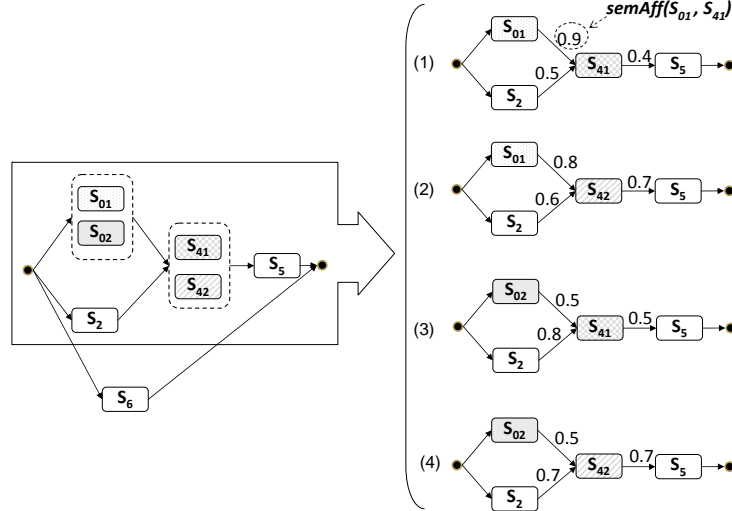 S01
S02
S41
S42
S5
S2
S6
semAff(S01 , S41)
(1)
S01
0.9
S41
0.4
S5
0.5
S2
(2)
S01
0.8
S42
0.7
S5
0.6
S2
(3)
S02
0.5
S41
0.5
S5
0.8
S2
(4)
S02
0.5
S42
0.7
S5
0.7
S2